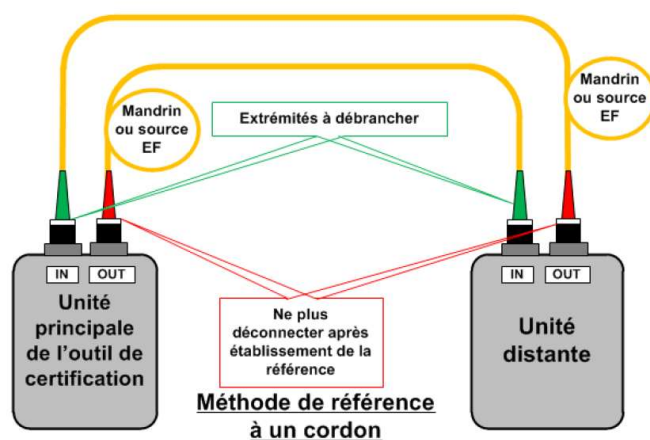 Mandrin
ou source
EF
Mandrin
ou source
EF
Extrémités à débrancher
IN
OUT
IN
OUT
Unité
principale
de l'outil de
certification
Ne plus
déconnecter après
établissement de la
référence
Unité
distante
Méthode de référence
à un cordon